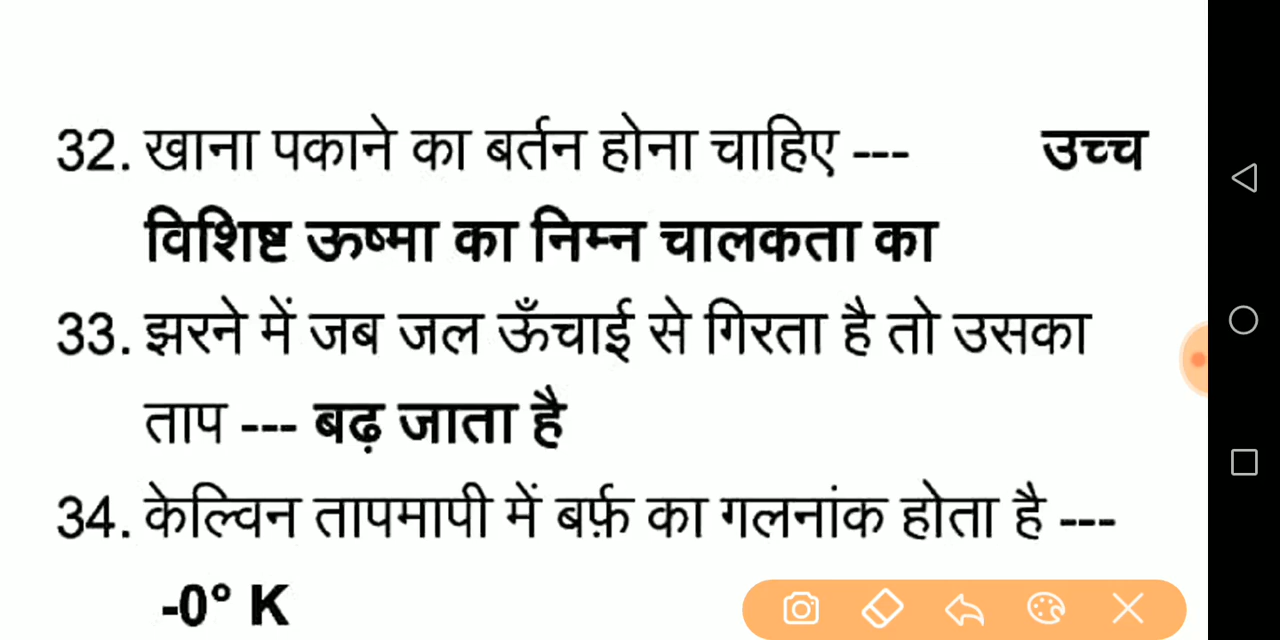 32. खाना पकाने का बर्तन होना चाहिए --- उच्च
विशिष्ट ऊष्मा का निम्न चालकता का
33. झरने में जब जल ऊँचाई से गिरता है तो उसका
ताप --- बढ़ जाता है
34. केल्विन तापमापी में बर्फ़ का गलनांक होता है ---
-0° K